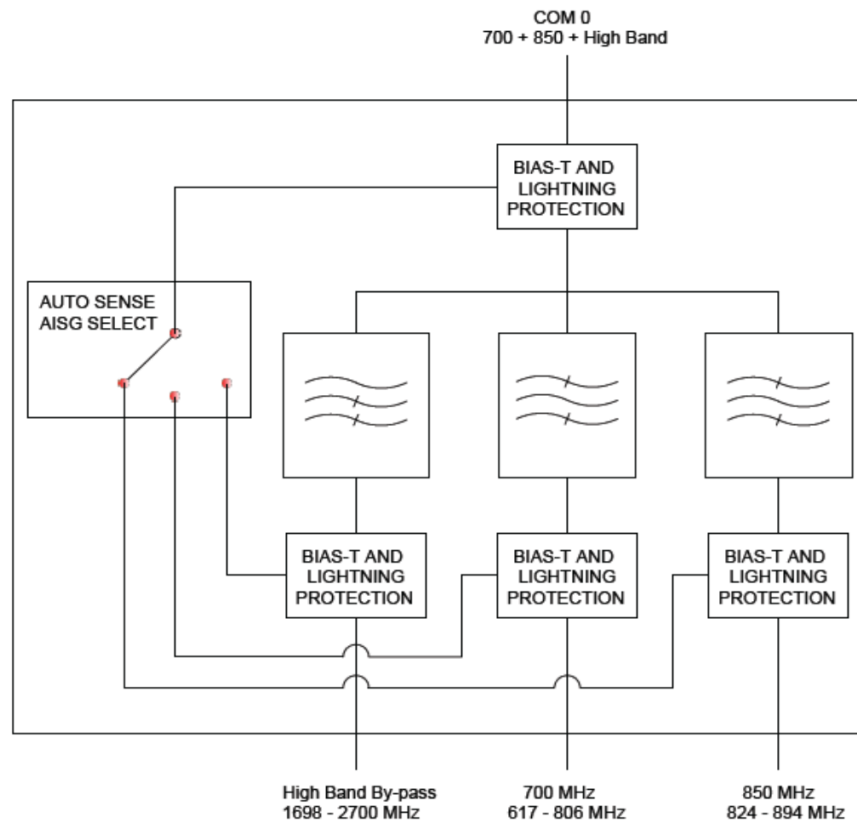 COM 0
700 + 850 + High Band
BIAS-T AND
LIGHTNING
PROTECTION
AUTO SENSE
AISG SELECT
BIAS-T AND
LIGHTNING
PROTECTION
BIAS-T AND
LIGHTNING
PROTECTION
BIAS-T AND
LIGHTNING
PROTECTION
High Band By-pass
1698 - 2700 MHz
700 MHz
617 - 806 MHz
850 MHz
824 - 894 MHz